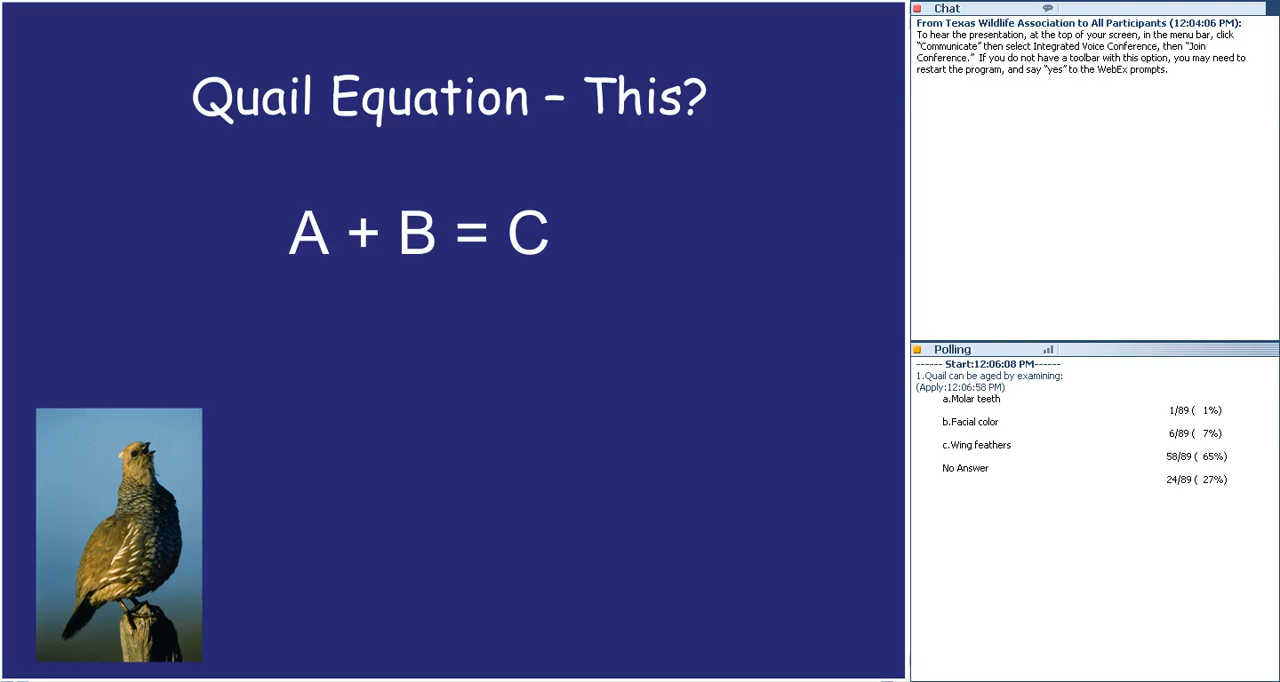 Quail Equation – This?
A + B = C
Chat
From Texas Wildlife Association to All Participants (12:04:06 PM):
To hear the presentation, at the top of your screen, in the menu bar, click
“Communicate” then select Integrated Voice Conference, then “Join
Conference.”  If you do not have a toolbar with this option, you may need to
restart the program, and say “yes” to the WebEx prompts.
Polling
------ Start:12:06:08 PM------
1.Quail can be aged by examining:
(Apply:12:06:58 PM)
a.Molar teeth
1/89 (  1%)
b.Facial color
6/89 (  7%)
c.Wing feathers
58/89 (  65%)
No Answer
24/89 (  27%)